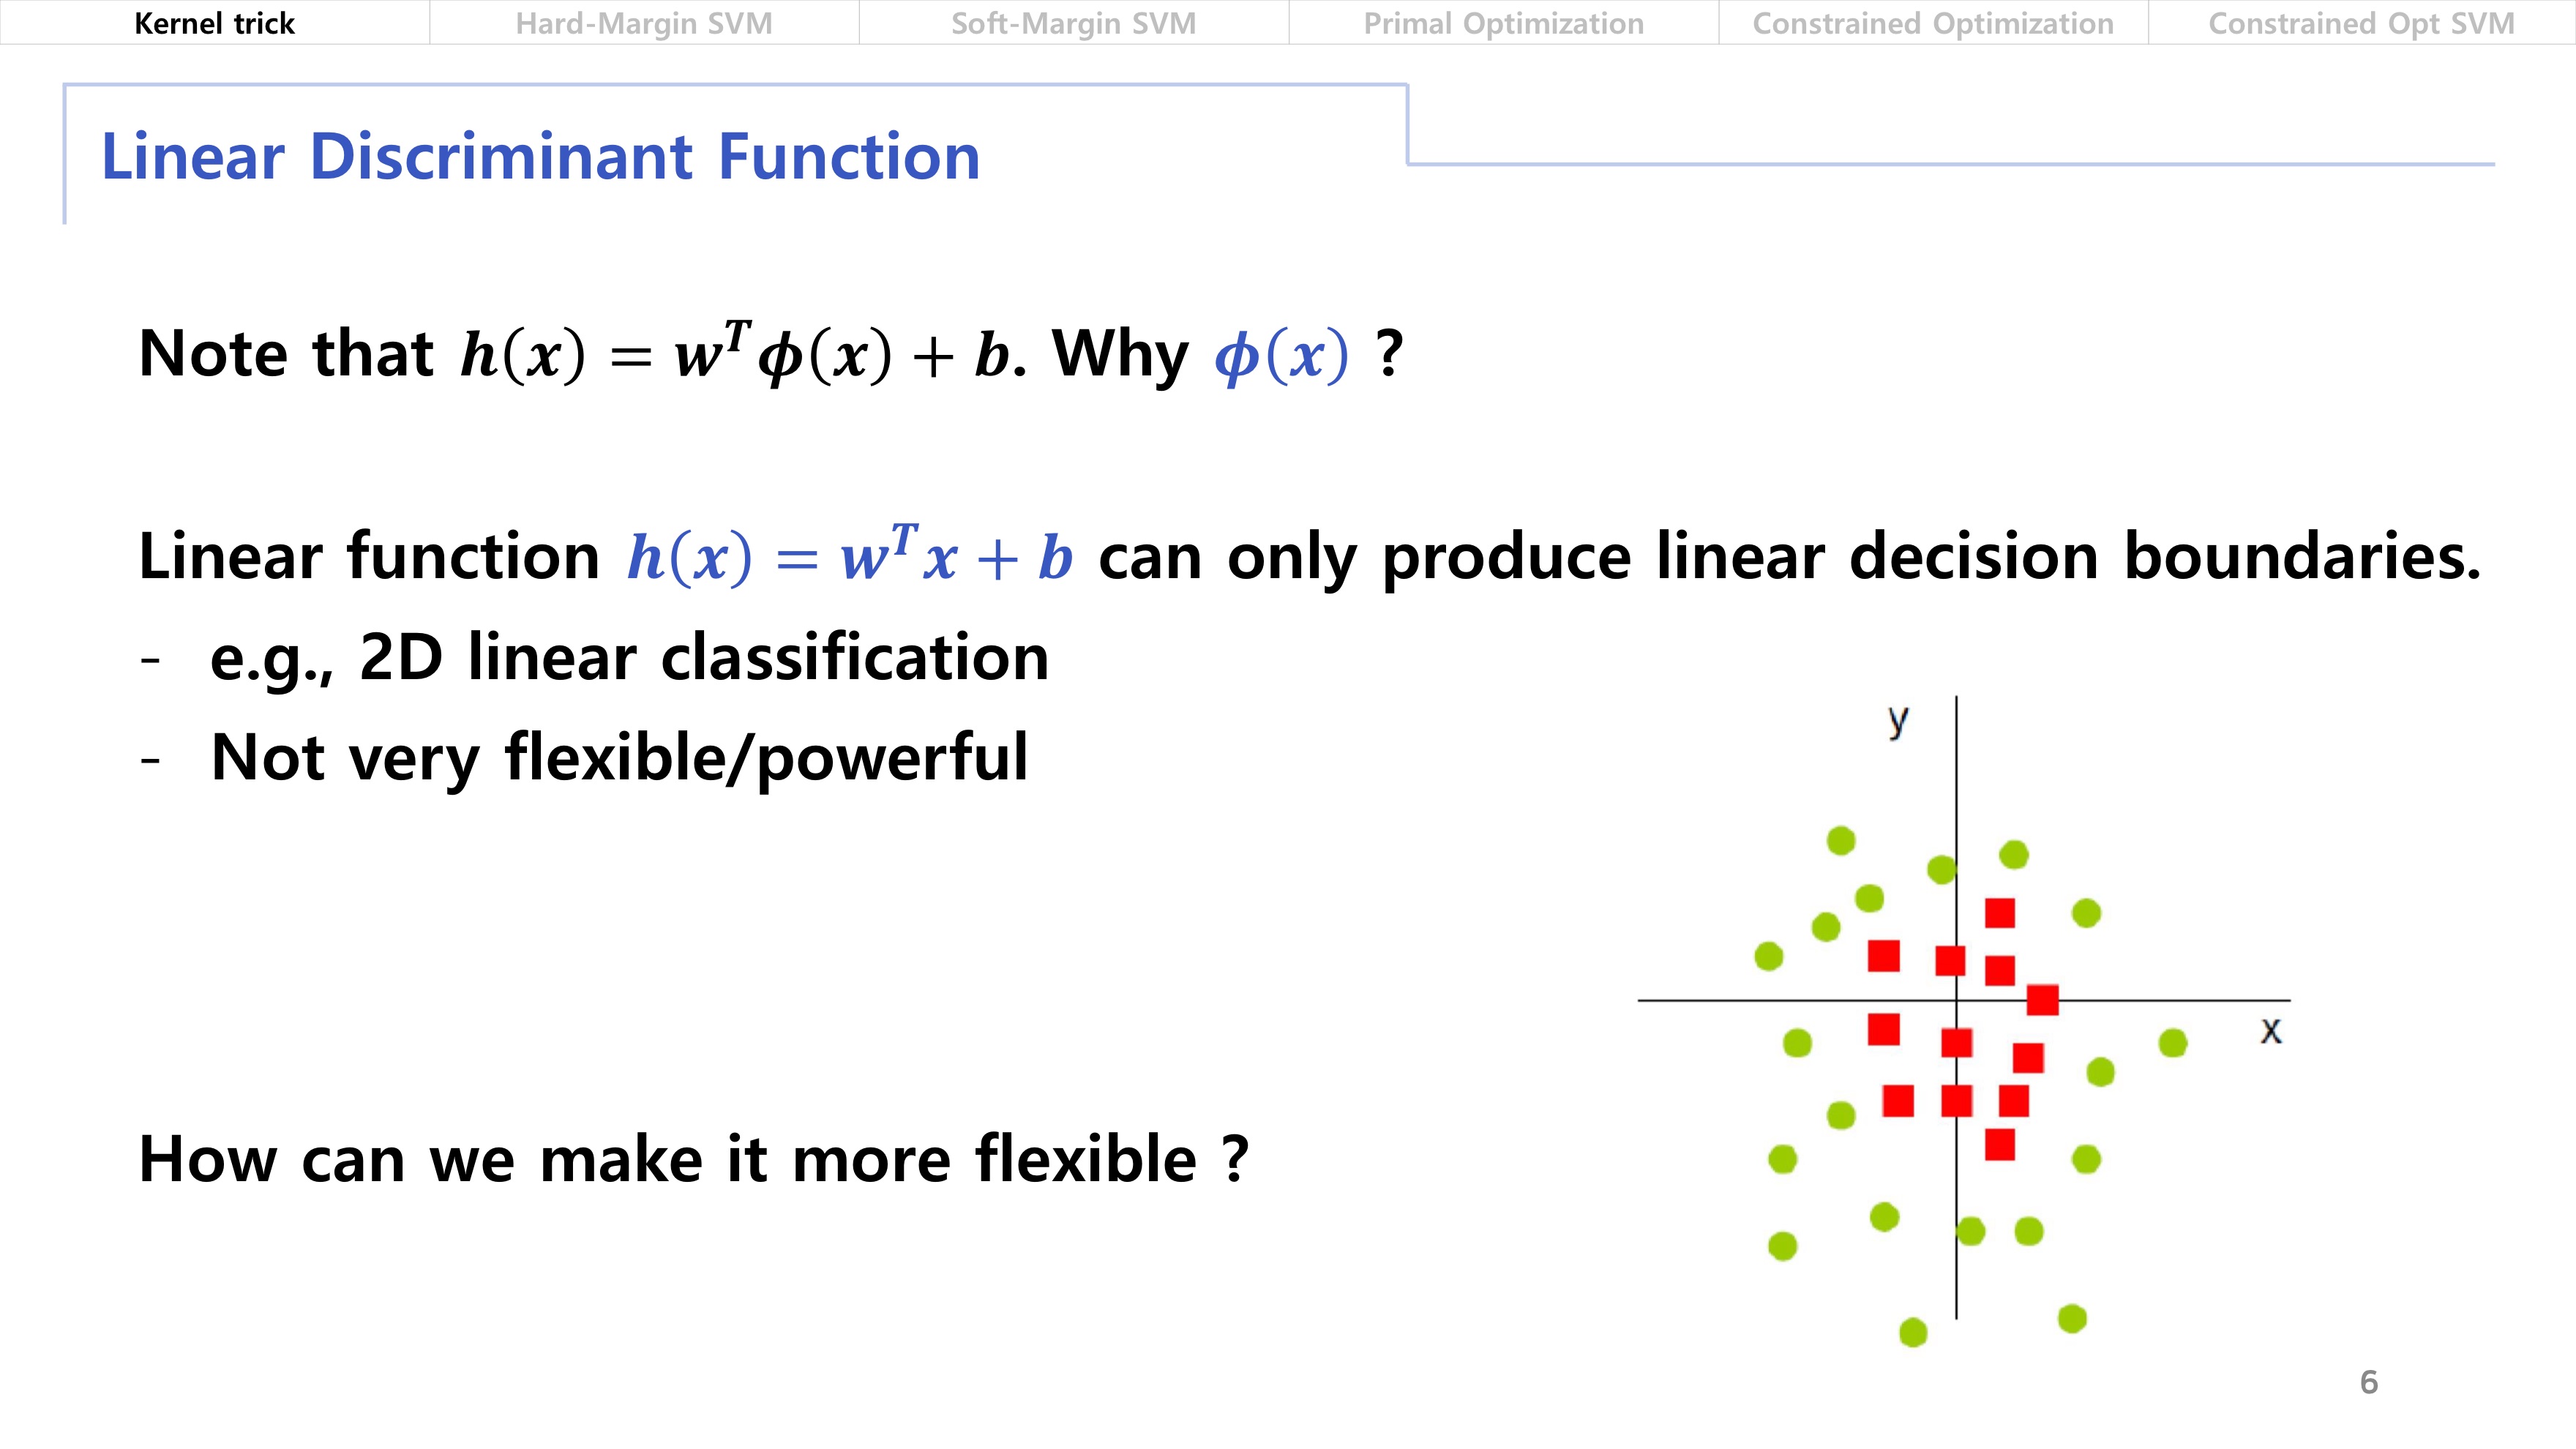 Kernel trick
Hard-Margin SVM
Soft-Margin SVM
Primal Optimization
Constrained Optimization
Constrained Opt SVM
Linear Discriminant Function
Note that h(x) = wᵀϕ(x) + b. Why ϕ(x) ?
Linear function h(x) = wᵀx + b can only produce linear decision boundaries.
- e.g., 2D linear classification
- Not very flexible/powerful
y
x
How can we make it more flexible ?
6